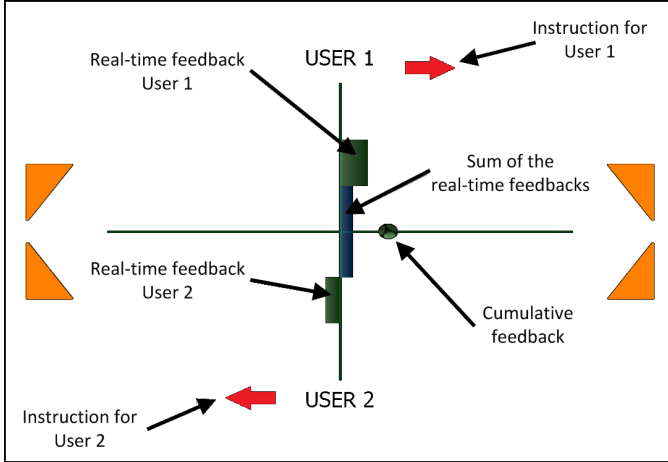 Instruction for
User 1
USER 1
Real-time feedback
User 1
Sum of the
real-time feedbacks
Real-time feedback
User 2
Cumulative
feedback
USER 2
Instruction for
User 2